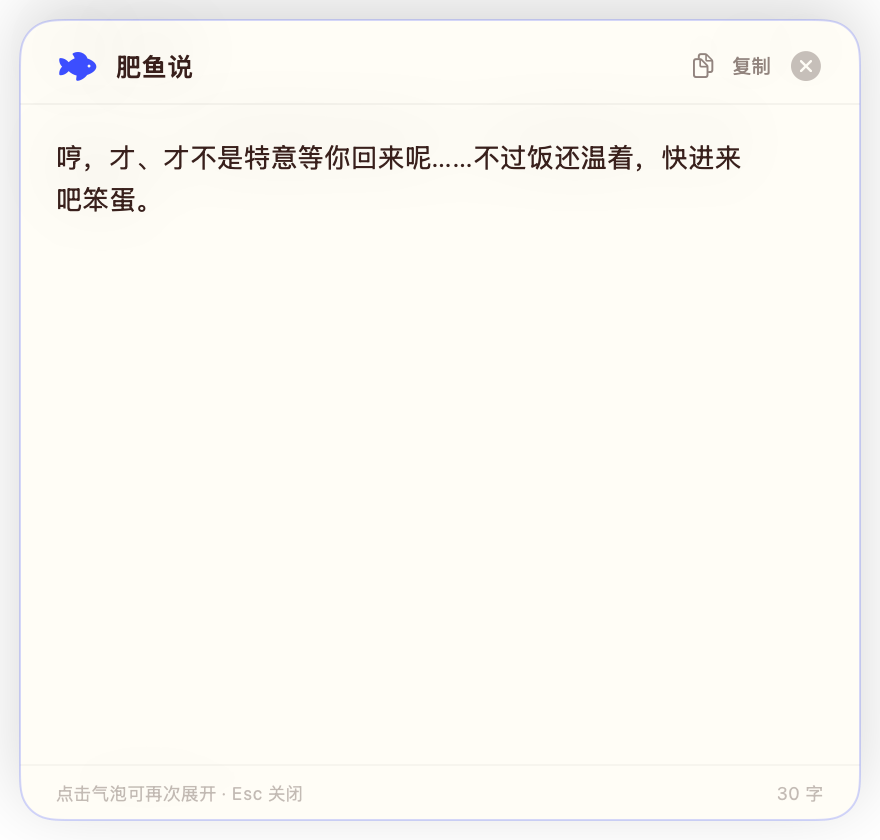 肥鱼说
复制
哼，才、才不是特意等你回来呢……不过饭还温着，快进来
吧笨蛋。
点击气泡可再次展开 · Esc 关闭
30 字